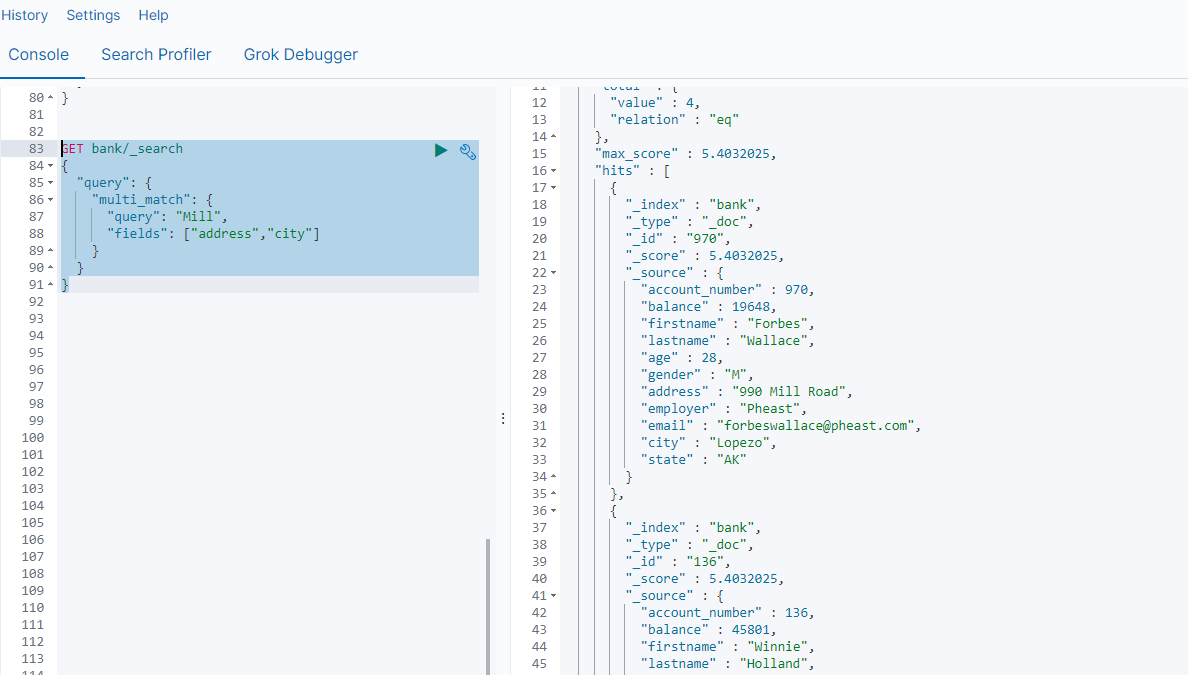 History Settings Help
Console Search Profiler Grok Debugger
80 }
81
82
83 GET bank/_search
84 {
85 "query": {
86 "multi_match": {
87 "query": "Mill",
88 "fields": ["address","city"]
89 }
90 }
91 }
92
93
94
95
96
97
98
99
100
101
102
103
104
105
106
107
108
109
110
111
112
113
114
11 "total" : {
12 "value" : 4,
13 "relation" : "eq"
14 },
15 "max_score" : 5.4032025,
16 "hits" : [
17 {
18 "_index" : "bank",
19 "_type" : "_doc",
20 "_id" : "970",
21 "_score" : 5.4032025,
22 "_source" : {
23 "account_number" : 970,
24 "balance" : 19648,
25 "firstname" : "Forbes",
26 "lastname" : "Wallace",
27 "age" : 28,
28 "gender" : "M",
29 "address" : "990 Mill Road",
30 "employer" : "Pheast",
31 "email" : "forbeswallace@pheast.com",
32 "city" : "Lopezo",
33 "state" : "AK"
34 }
35 },
36 {
37 "_index" : "bank",
38 "_type" : "_doc",
39 "_id" : "136",
40 "_score" : 5.4032025,
41 "_source" : {
42 "account_number" : 136,
43 "balance" : 45801,
44 "firstname" : "Winnie",
45 "lastname" : "Holland",